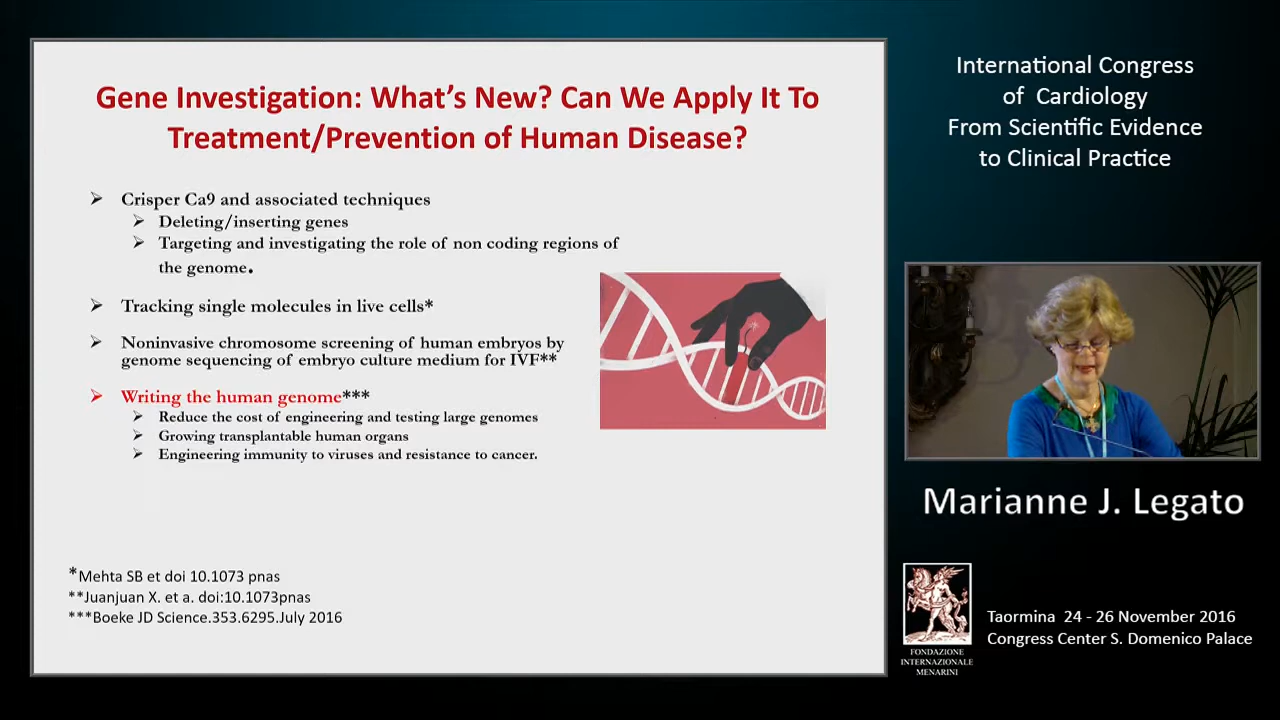 Gene Investigation: What's New? Can We Apply It To
Treatment/Prevention of Human Disease?
Crisper Ca9 and associated techniques
Deleting/inserting genes
Targeting and investigating the role of non coding regions of
the genome.
Tracking single molecules in live cells*
Noninvasive chromosome screening of human embryos by
genome sequencing of embryo culture medium for IVF**
Writing the human genome***
Reduce the cost of engineering and testing large genomes
Growing transplantable human organs
Engineering immunity to viruses and resistance to cancer.
*Mehta SB et doi 10.1073 pnas
**Juanjuan X. et a. doi:10.1073pnas
***Boeke JD Science.353.6295.July 2016
International Congress
of Cardiology
From Scientific Evidence
to Clinical Practice
Marianne J. Legato
FONDAZIONE
INTERNAZIONALE
MENARINI
Taormina 24 - 26 November 2016
Congress Center S. Domenico Palace